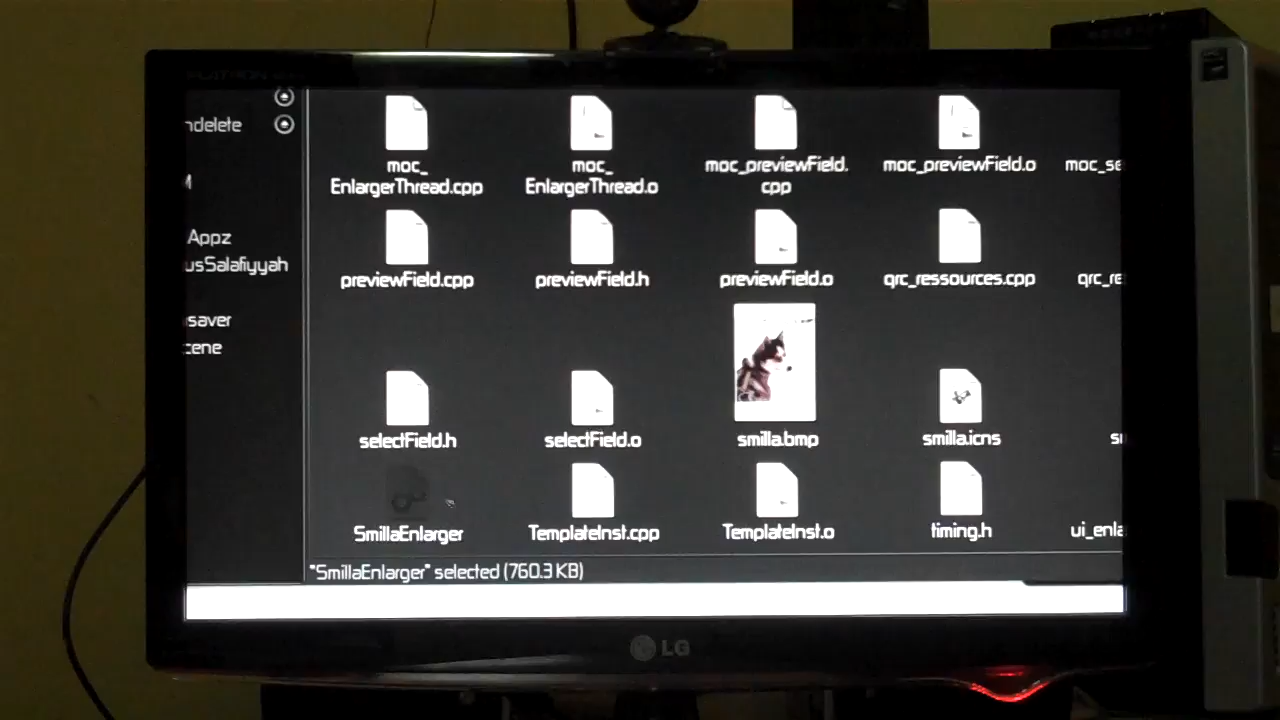 ndelete
Appz
usSalafiyyah
saver
cene
moc_
EnlargerThread.cpp
moc_
EnlargerThread.o
moc_previewField.
cpp
moc_previewField.o
moc_se
previewField.cpp
previewField.h
previewField.o
qrc_ressources.cpp
qrc_re
selectField.h
selectField.o
smilla.bmp
smilla.icns
SmillaEnlarger
TemplateInst.cpp
TemplateInst.o
timing.h
ui_enla
"SmillaEnlarger" selected (760.3 KB)
LG